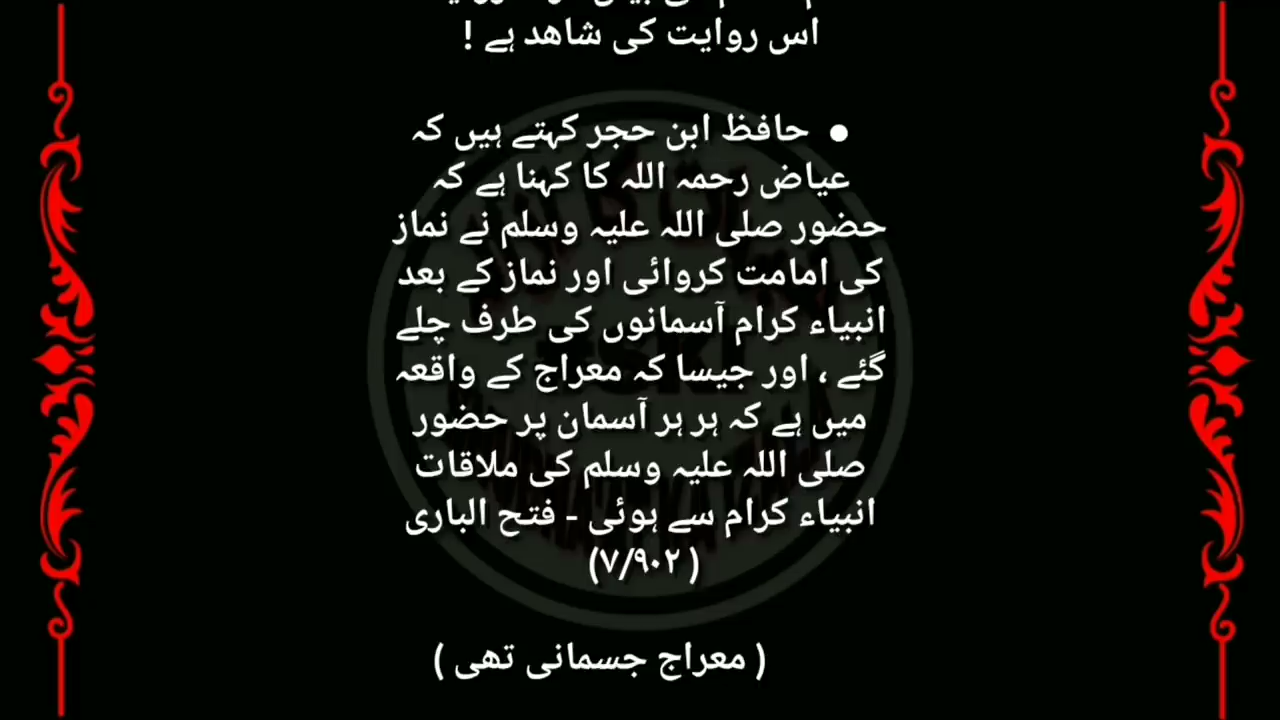 اس روایت کی شاھد ہے !
● حافظ ابن حجر کہتے ہیں کہ
عیاض رحمہ اللہ کا کہنا ہے کہ
حضور صلی اللہ علیہ وسلم نے نماز
کی امامت کروائی اور نماز کے بعد
انبیاء کرام آسمانوں کی طرف چلے
گئے ، اور جیسا کہ معراج کے واقعہ
میں ہے کہ ہر ہر آسمان پر حضور
صلی اللہ علیہ وسلم کی ملاقات
انبیاء کرام سے ہوئی - فتح الباری
(٧/٩٠٢ )
( معراج جسمانی تھی )